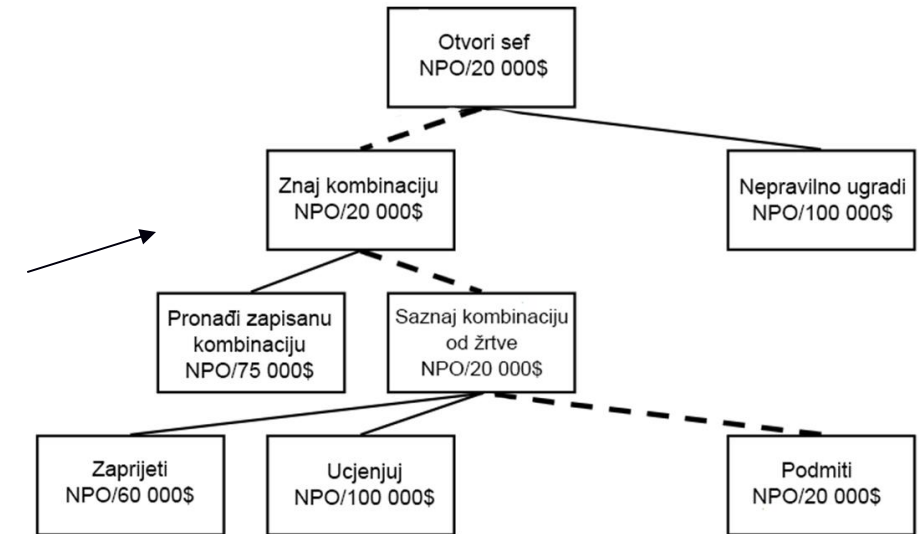 Otvori sef
NPO/20 000$
Znaj kombinaciju
NPO/20 000$
Nepravilno ugradi
NPO/100 000$
Pronađi zapisanu
kombinaciju
NPO/75 000$
Saznaj kombinaciju
od žrtve
NPO/20 000$
Zaprijeti
NPO/60 000$
Ucjenjuj
NPO/100 000$
Podmiti
NPO/20 000$